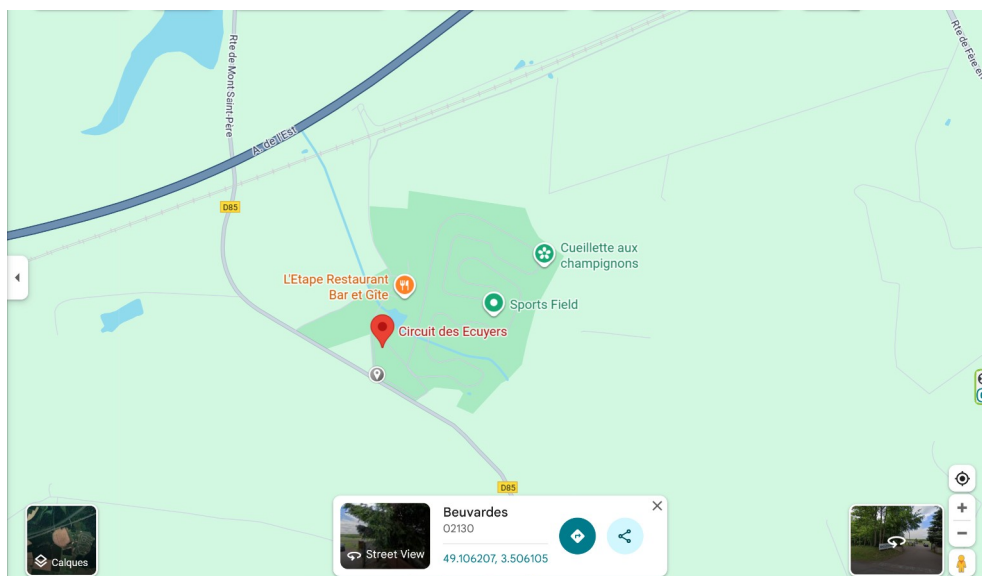 Rte de Mont Saint-Père
A. de l'Est
Rte de Fère en
D85
Cueillette aux
champignons
L'Etape Restaurant
Bar et Gîte
Sports Field
Circuit des Ecuyers
D85
Calques
Street View
Beuvardes
02130
49.106207, 3.506105